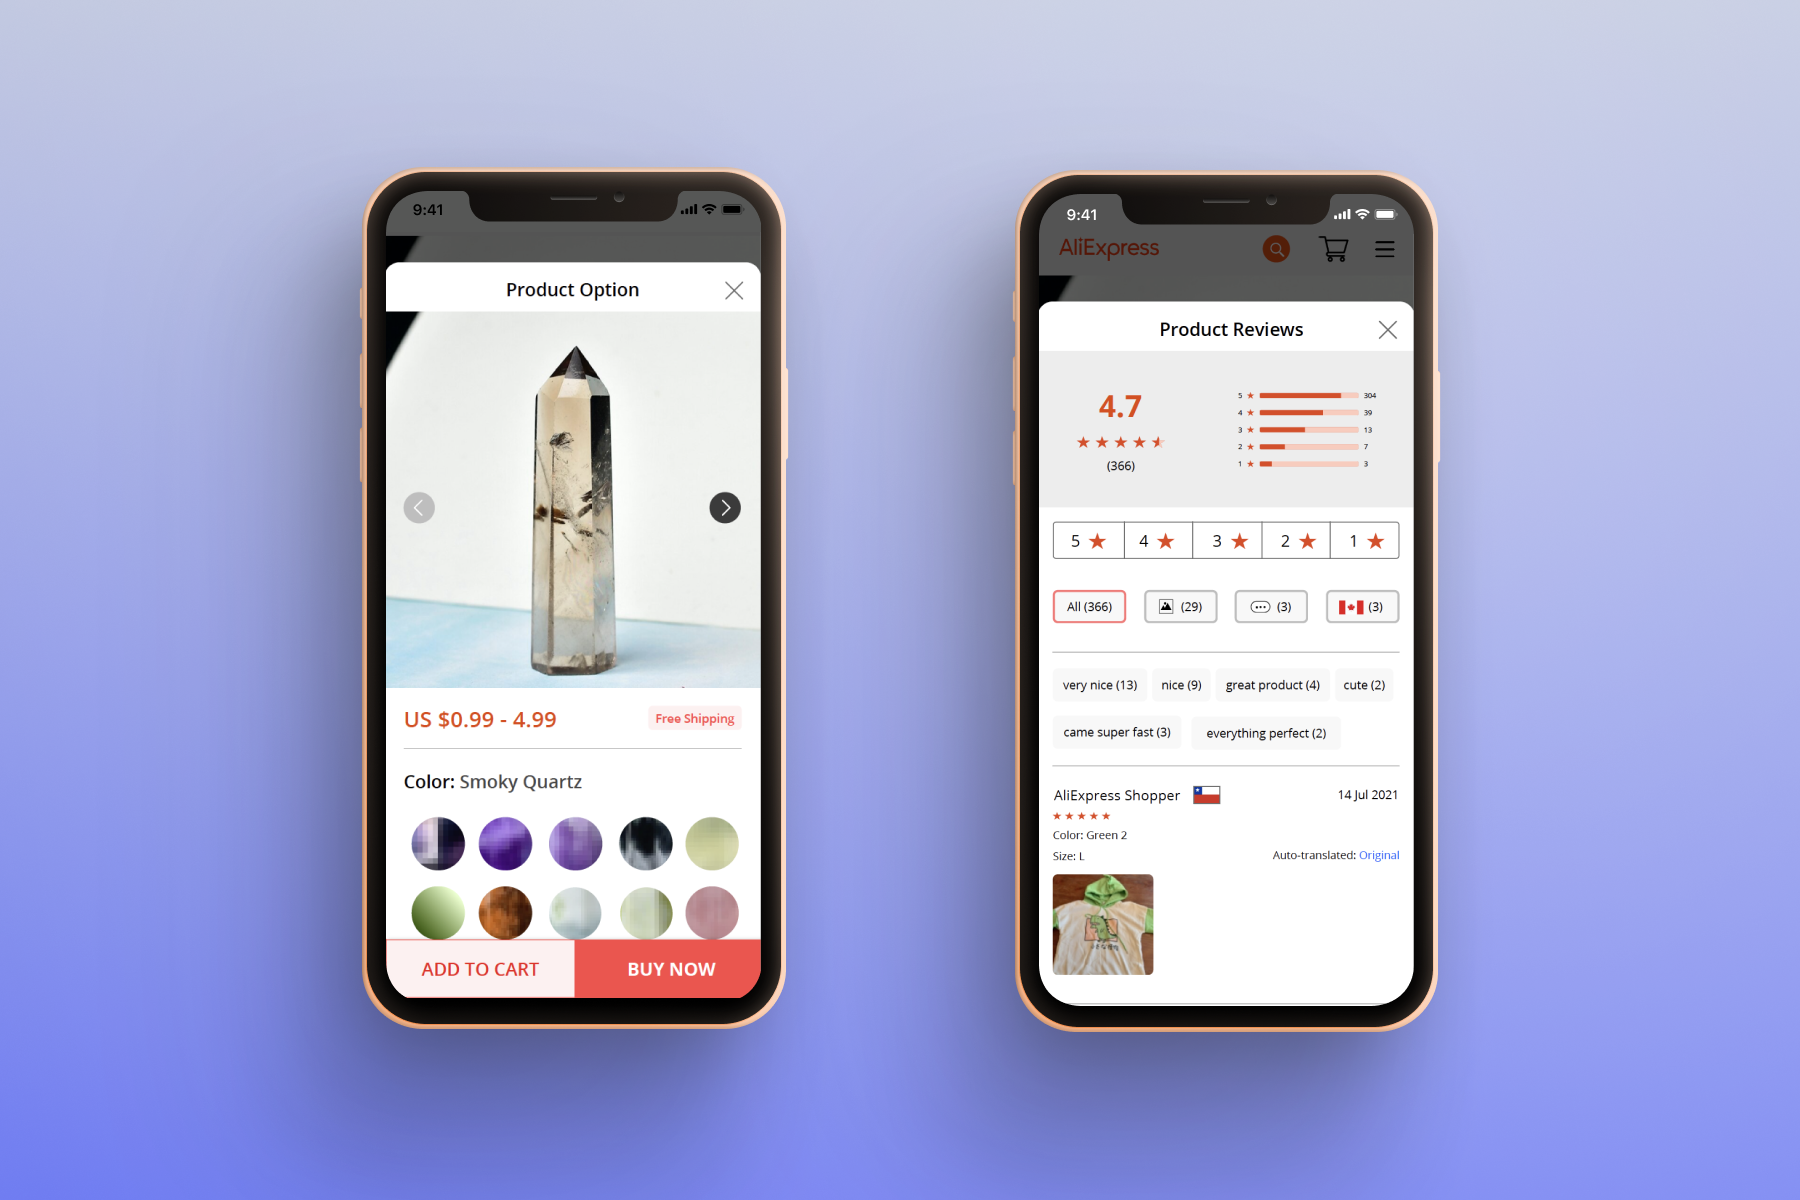 9:41
Product Option
US $0.99 - 4.99
Free Shipping
Color: Smoky Quartz
ADD TO CART
BUY NOW
9:41
AliExpress
Product Reviews
4.7
(366)
5 304
4 39
3 13
2 7
1 3
5 4 3 2 1
All (366) (29) (3) (3)
very nice (13) nice (9) great product (4) cute (2)
came super fast (3) everything perfect (2)
AliExpress Shopper 14 Jul 2021
Color: Green 2
Size: L Auto-translated: Original